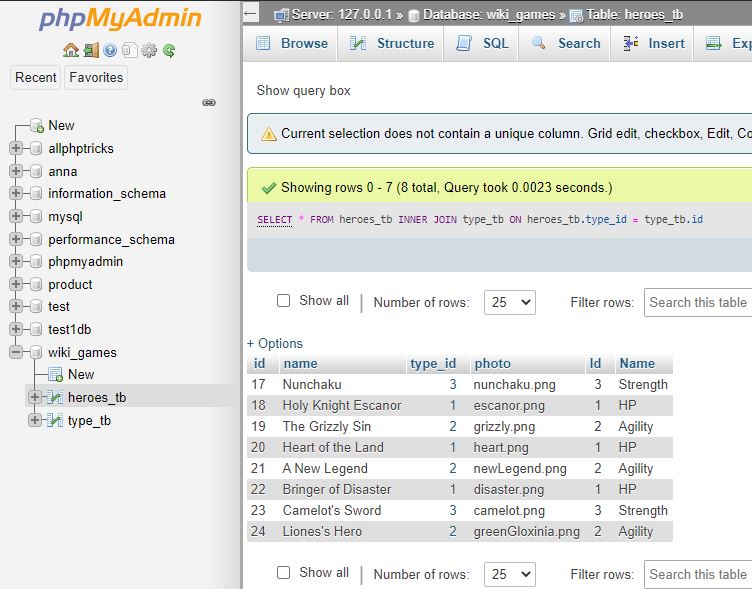 phpMyAdmin
Recent Favorites
New
allphptricks
anna
information_schema
mysql
performance_schema
phpmyadmin
product
test
test1db
wiki_games
New
heroes_tb
type_tb
Server: 127.0.0.1 » Database: wiki_games » Table: heroes_tb
Browse Structure SQL Search Insert Exp
Show query box
Current selection does not contain a unique column. Grid edit, checkbox, Edit, Co
Showing rows 0 - 7 (8 total, Query took 0.0023 seconds.)
SELECT * FROM heroes_tb INNER JOIN type_tb ON heroes_tb.type_id = type_tb.id
Show all | Number of rows: 25 Filter rows: Search this table
+ Options
id name type_id photo Id Name
17 Nunchaku 3 nunchaku.png 3 Strength
18 Holy Knight Escanor 1 escanor.png 1 HP
19 The Grizzly Sin 2 grizzly.png 2 Agility
20 Heart of the Land 1 heart.png 1 HP
21 A New Legend 2 newLegend.png 2 Agility
22 Bringer of Disaster 1 disaster.png 1 HP
23 Camelot's Sword 3 camelot.png 3 Strength
24 Liones's Hero 2 greenGloxinia.png 2 Agility
Show all | Number of rows: 25 Filter rows: Search this table